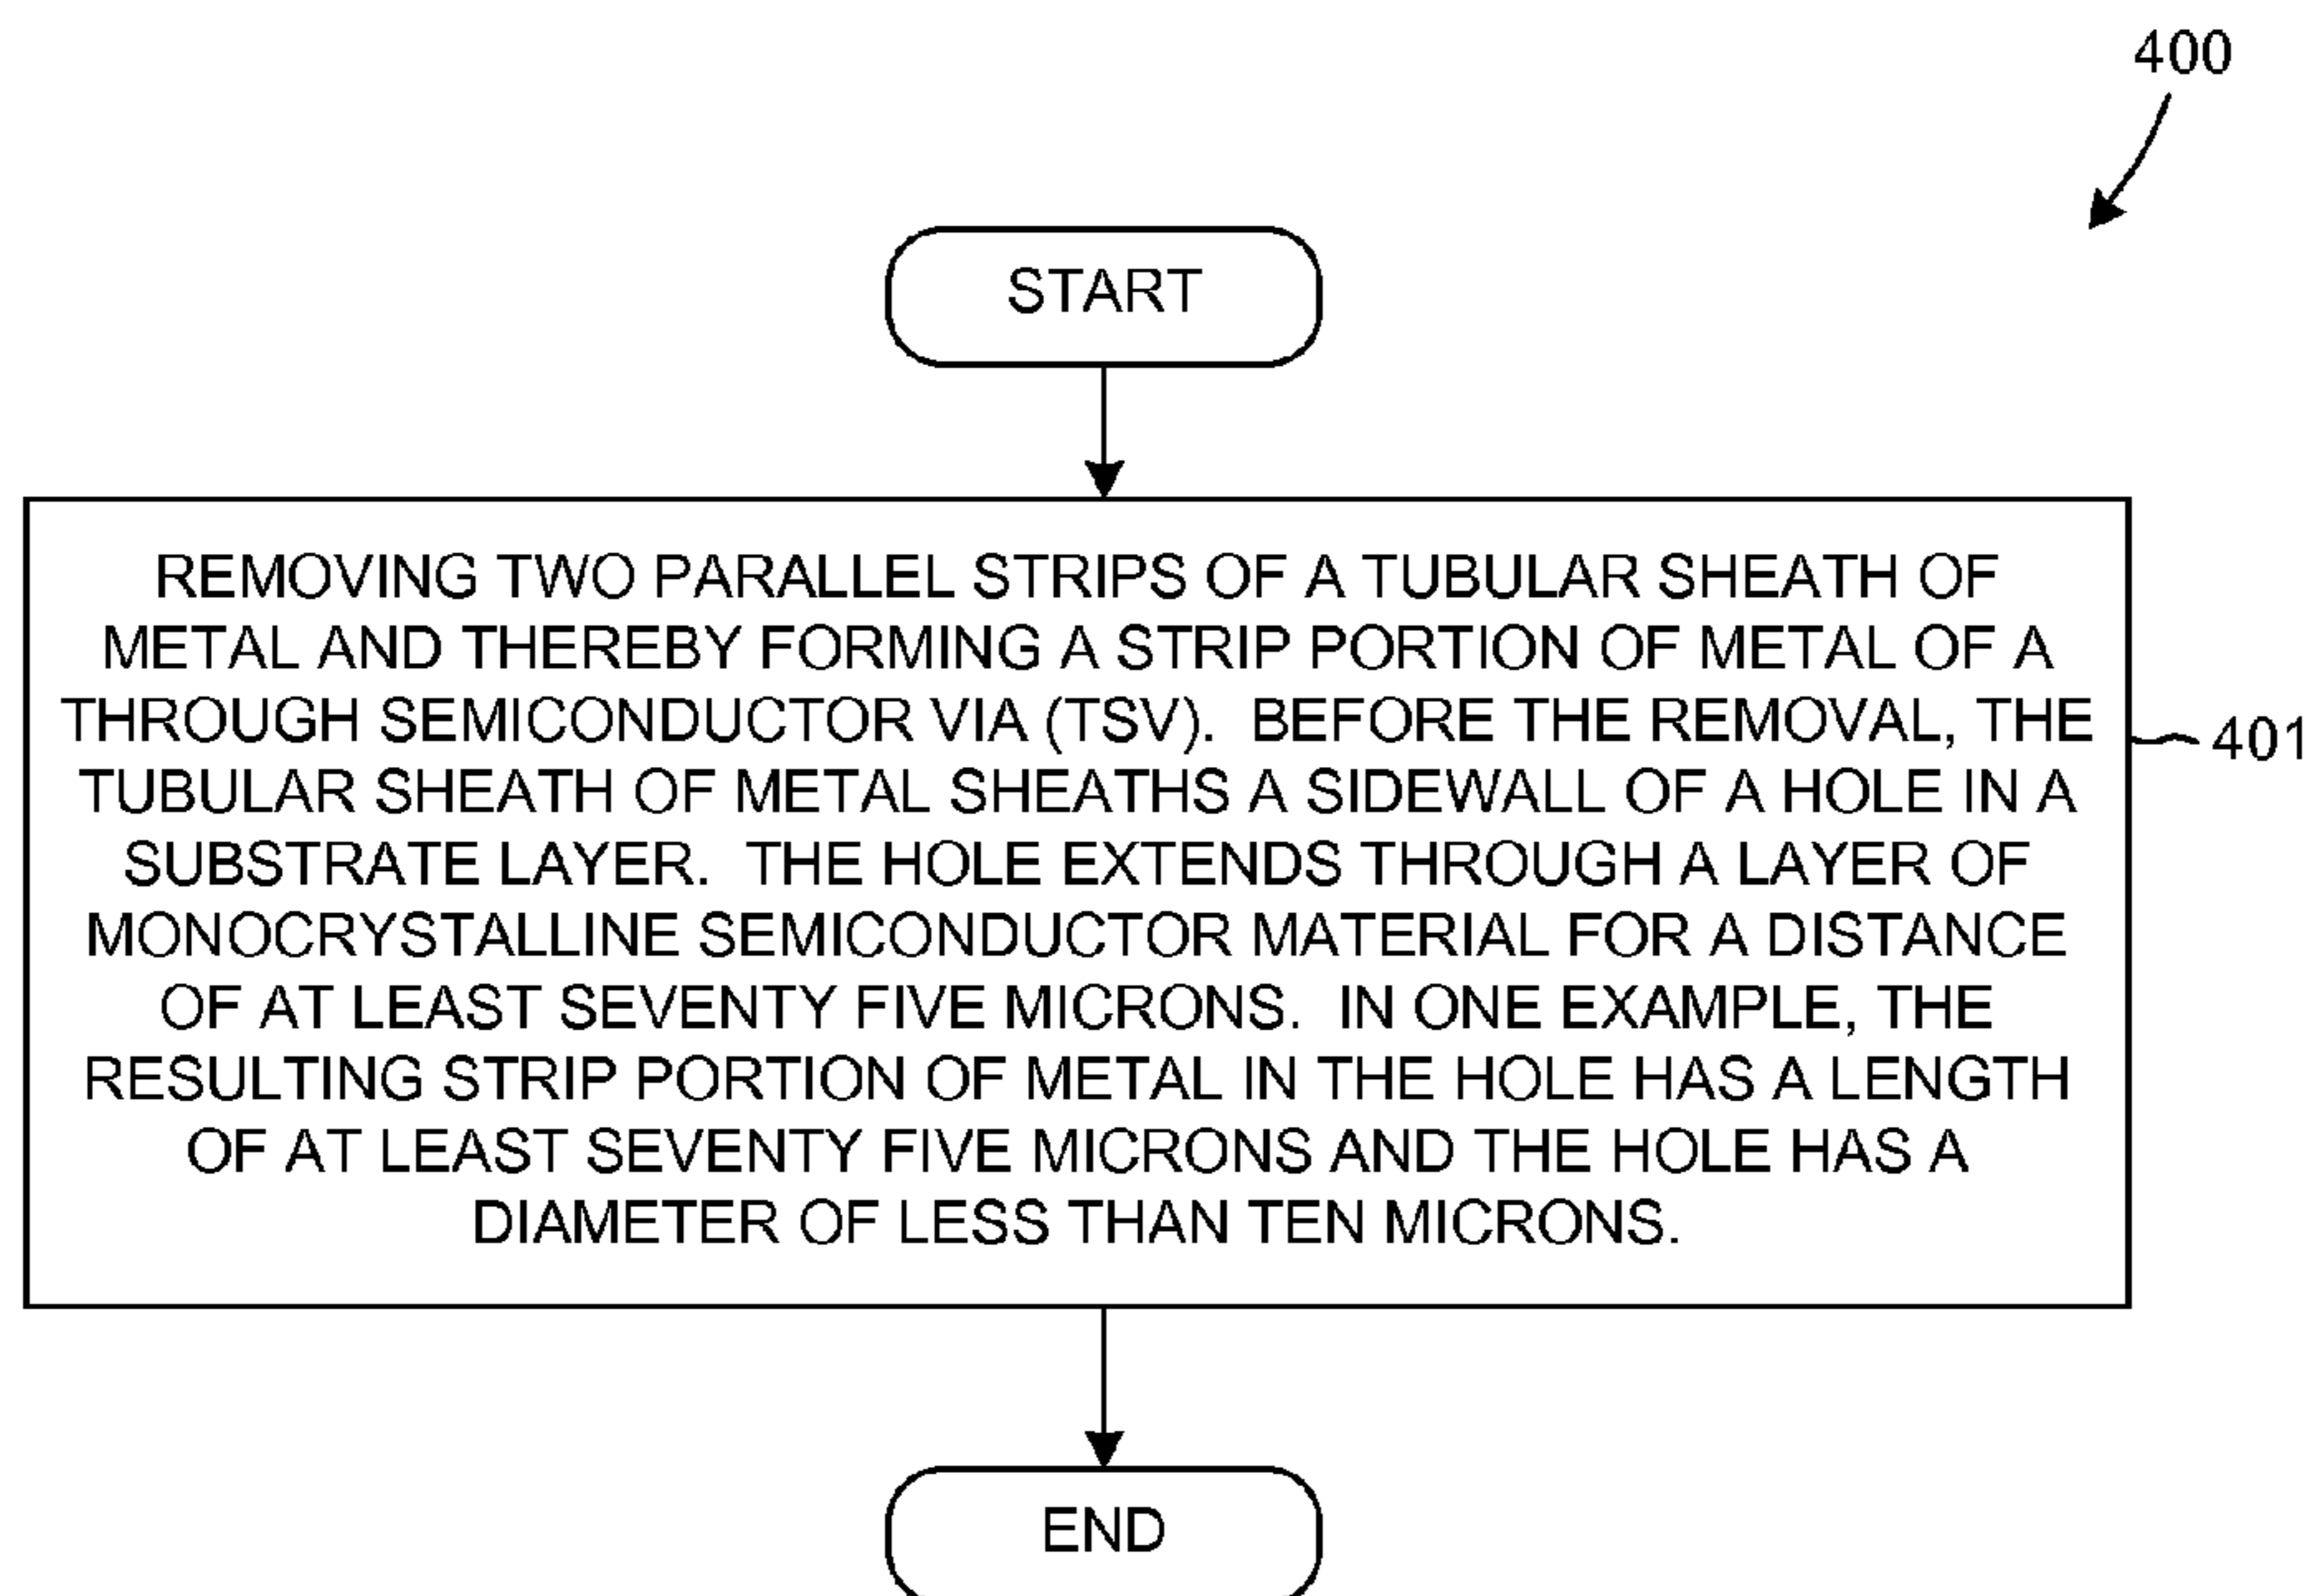 400
START
REMOVING TWO PARALLEL STRIPS OF A TUBULAR SHEATH OF
METAL AND THEREBY FORMING A STRIP PORTION OF METAL OF A
THROUGH SEMICONDUCTOR VIA (TSV).  BEFORE THE REMOVAL, THE
TUBULAR SHEATH OF METAL SHEATHS A SIDEWALL OF A HOLE IN A
SUBSTRATE LAYER.  THE HOLE EXTENDS THROUGH A LAYER OF
MONOCRYSTALLINE SEMICONDUCTOR MATERIAL FOR A DISTANCE
OF AT LEAST SEVENTY FIVE MICRONS.  IN ONE EXAMPLE, THE
RESULTING STRIP PORTION OF METAL IN THE HOLE HAS A LENGTH
OF AT LEAST SEVENTY FIVE MICRONS AND THE HOLE HAS A
DIAMETER OF LESS THAN TEN MICRONS.
401
END